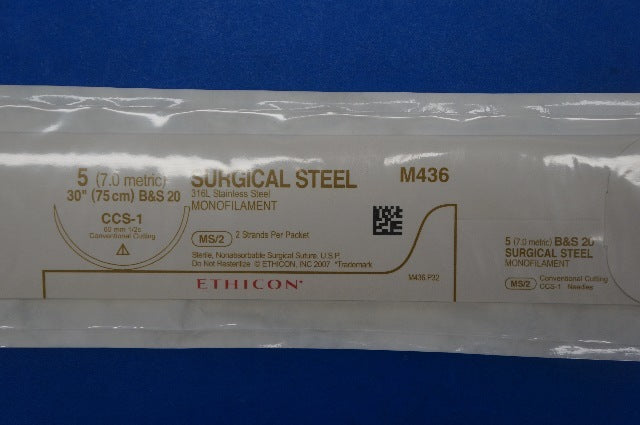 5 (7.0 metric)
30" (75 cm) B&S 20
CCS-1
60 mm 1/2c
Conventional Cutting
SURGICAL STEEL
316L Stainless Steel
MONOFILAMENT
MS/2 2 Strands Per Packet
Sterile, Nonabsorbable Surgical Suture, U.S.P.
Do Not Resterilize © ETHICON, INC 2007 *Trademark
ETHICON*
M436
M436.P32
5 (7.0 metric) B&S 20
SURGICAL STEEL
MONOFILAMENT
MS/2 Conventional Cutting
CCS-1 Needles